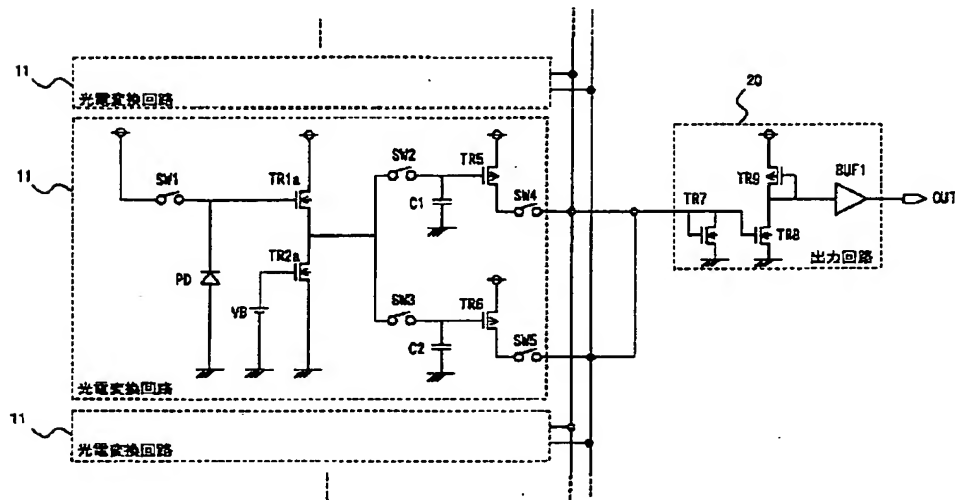 11
光電変換回路
20
11
SW1
TR1a
SW2
TR5
SW4
C1
TR9
BUF1
OUT
TR7
TR8
出力回路
PD
TR2a
VB
SW3
TR6
C2
SW5
光電変換回路
11
光電変換回路